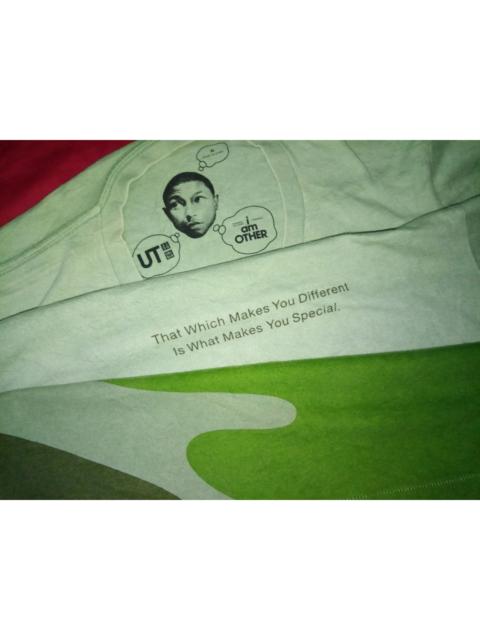 UT
i
am
OTHER
That Which Makes You Different
Is What Makes You Special.